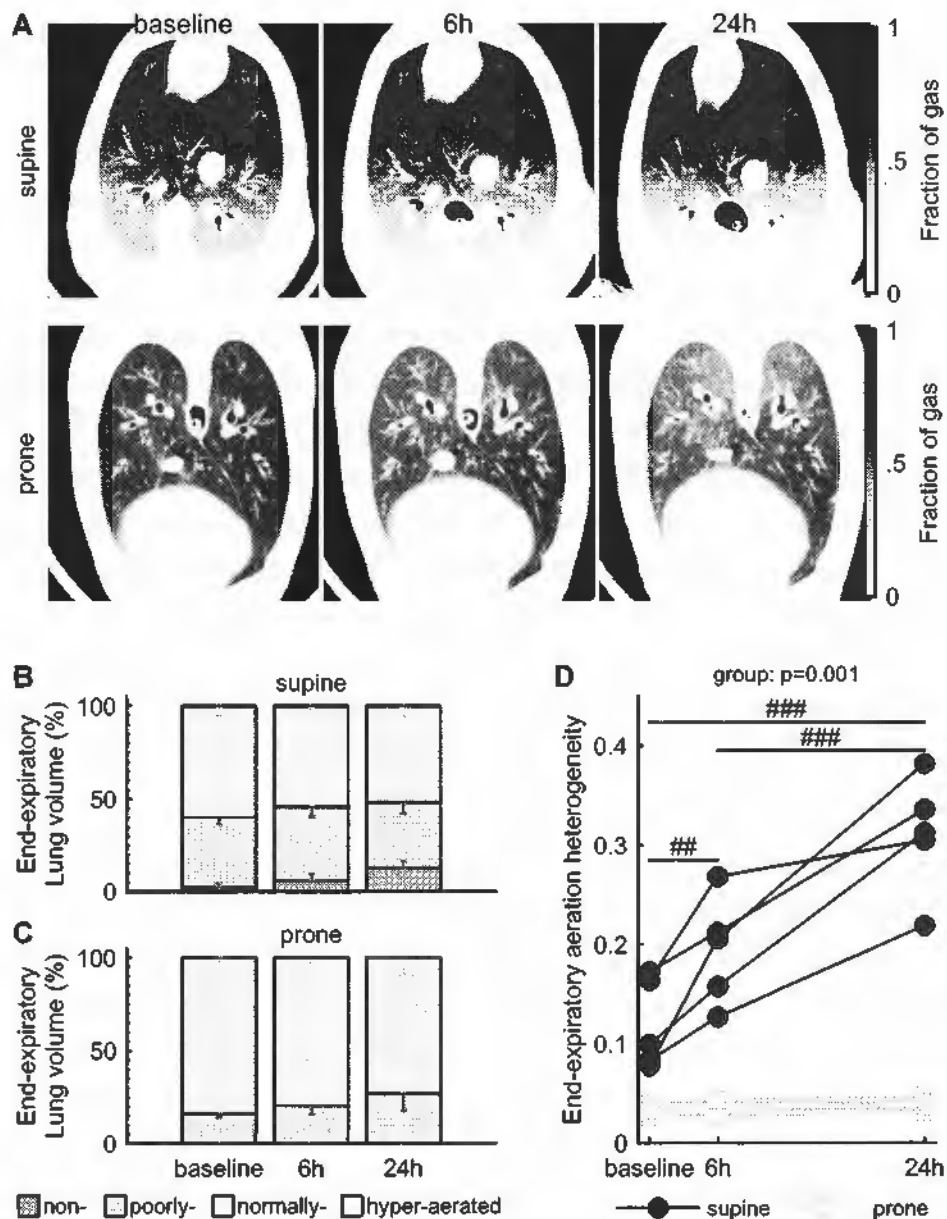 A
baseline
6h
24h
supine
1
.5
0
Fraction of gas
prone
1
.5
0
Fraction of gas
B
supine
End-expiratory
Lung volume (%)
100
50
0
C
prone
End-expiratory
Lung volume (%)
100
50
0
baseline
6h
24h
non-
poorly-
normally-
hyper-aerated
D
group: p=0.001
###
###
##
End-expiratory aeration heterogeneity
0.4
0.3
0.2
0.1
0
baseline
6h
24h
supine
prone